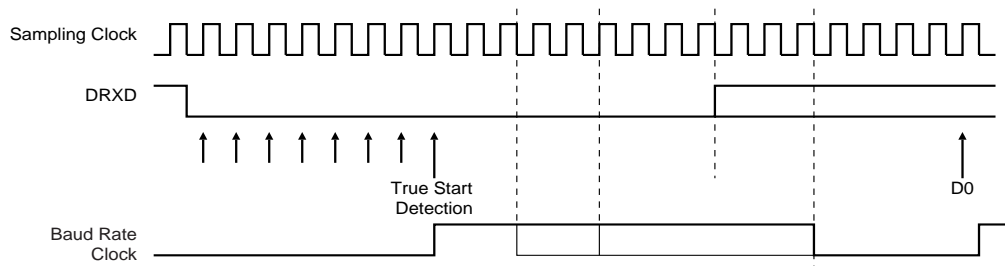 Sampling Clock
DRXD
True Start
Detection
D0
Baud Rate
Clock